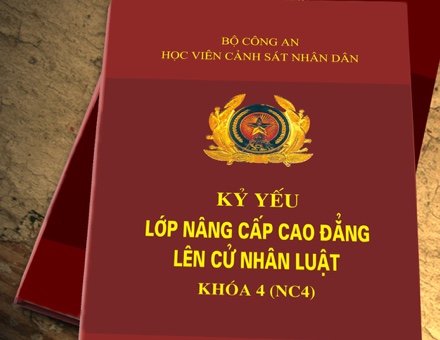 BỘ CÔNG AN
HỌC VIÊN CẢNH SÁT NHÂN DÂN
KỶ YẾU
LỚP NÂNG CẤP CAO ĐẲNG
LÊN CỬ NHÂN LUẬT
KHÓA 4 (NC4)